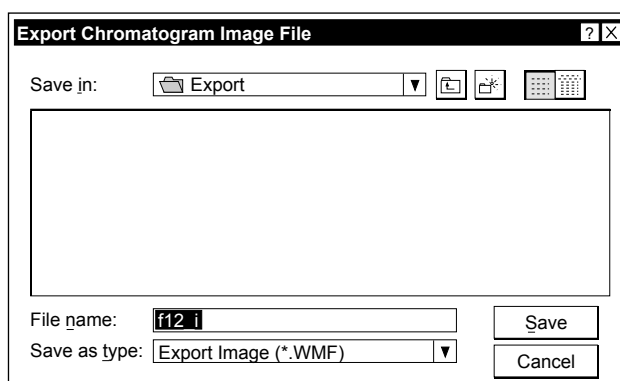 Export Chromatogram Image File ? X
Save in: Export
File name: f12_i
Save
Save as type: Export Image (*.WMF)
Cancel